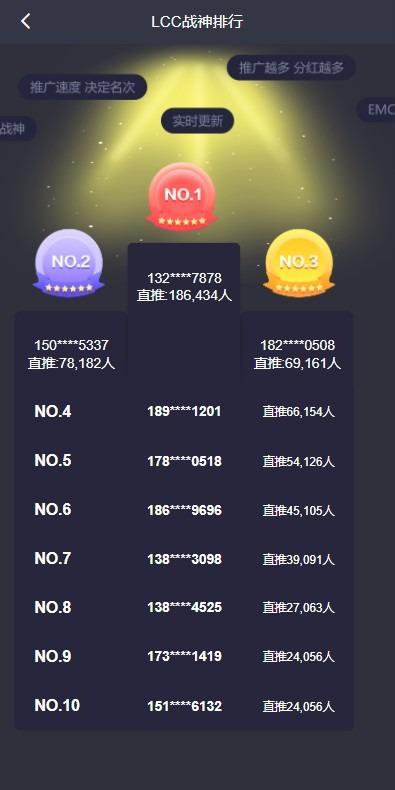 LCC战神排行
推广越多 分红越多
推广速度 决定名次
EMC
实时更新
战神
NO.1
NO.2
NO.3
132****7878
直推:186,434人
150****5337
直推:78,182人
182****0508
直推:69,161人
NO.4 189****1201 直推66,154人
NO.5 178****0518 直推54,126人
NO.6 186****9696 直推45,105人
NO.7 138****3098 直推39,091人
NO.8 138****4525 直推27,063人
NO.9 173****1419 直推24,056人
NO.10 151****6132 直推24,056人